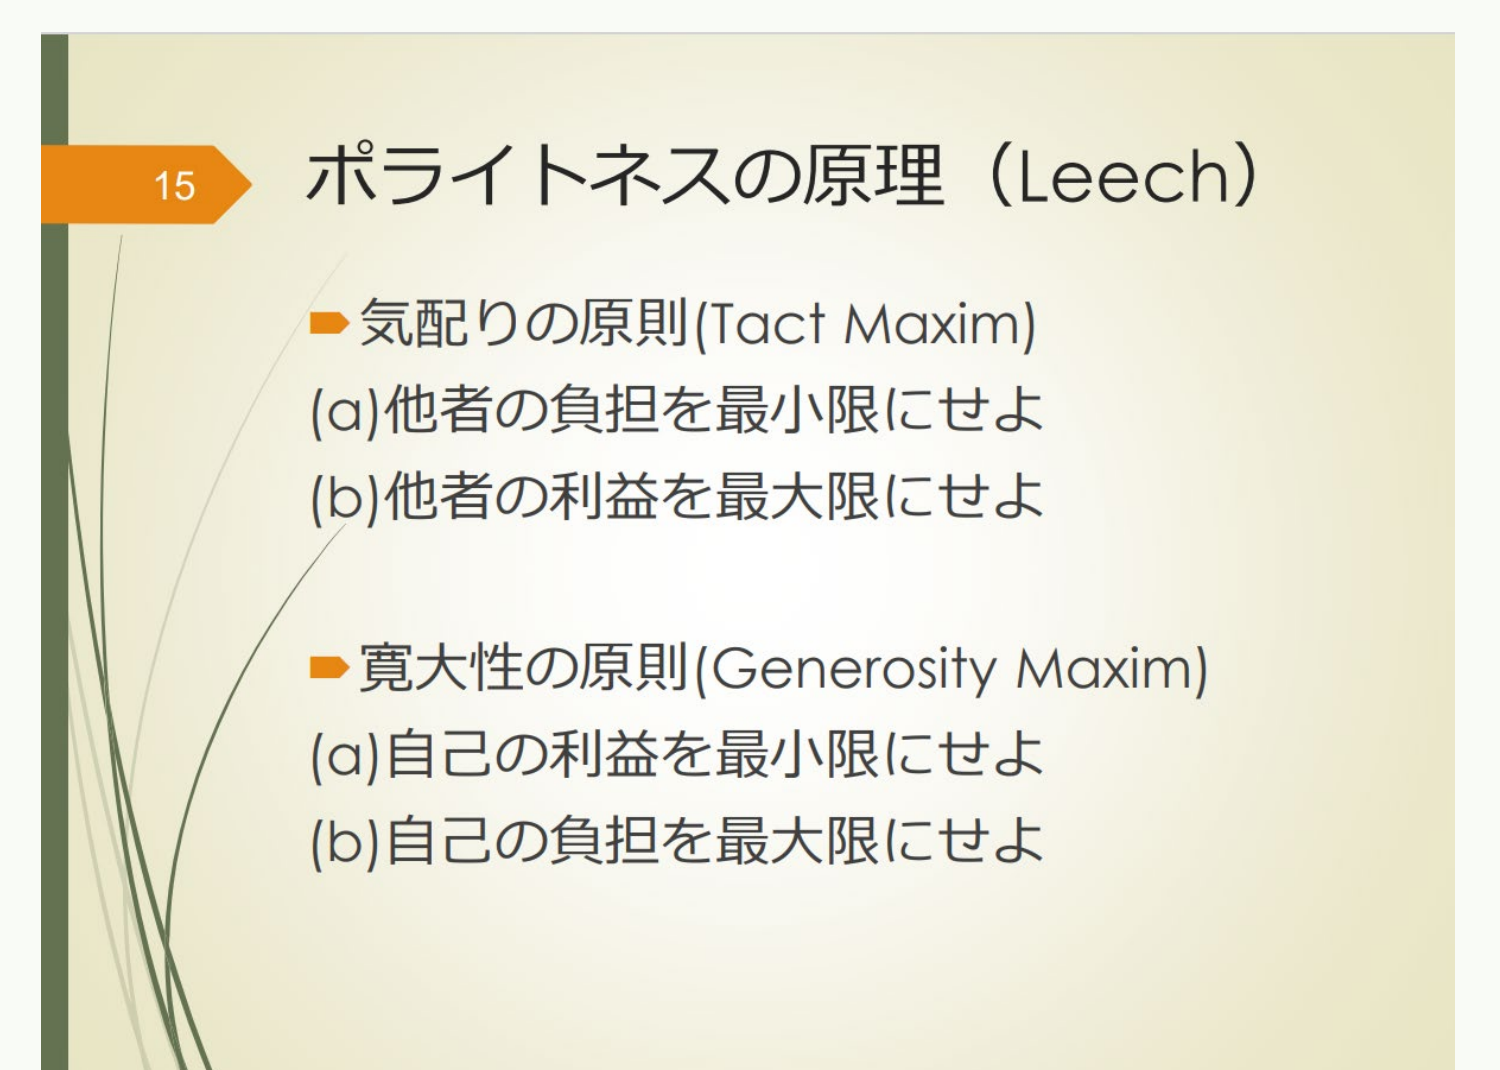 15
ポライトネスの原理（Leech）
気配りの原則(Tact Maxim)
(a)他者の負担を最小限にせよ
(b)他者の利益を最大限にせよ
寛大性の原則(Generosity Maxim)
(a)自己の利益を最小限にせよ
(b)自己の負担を最大限にせよ